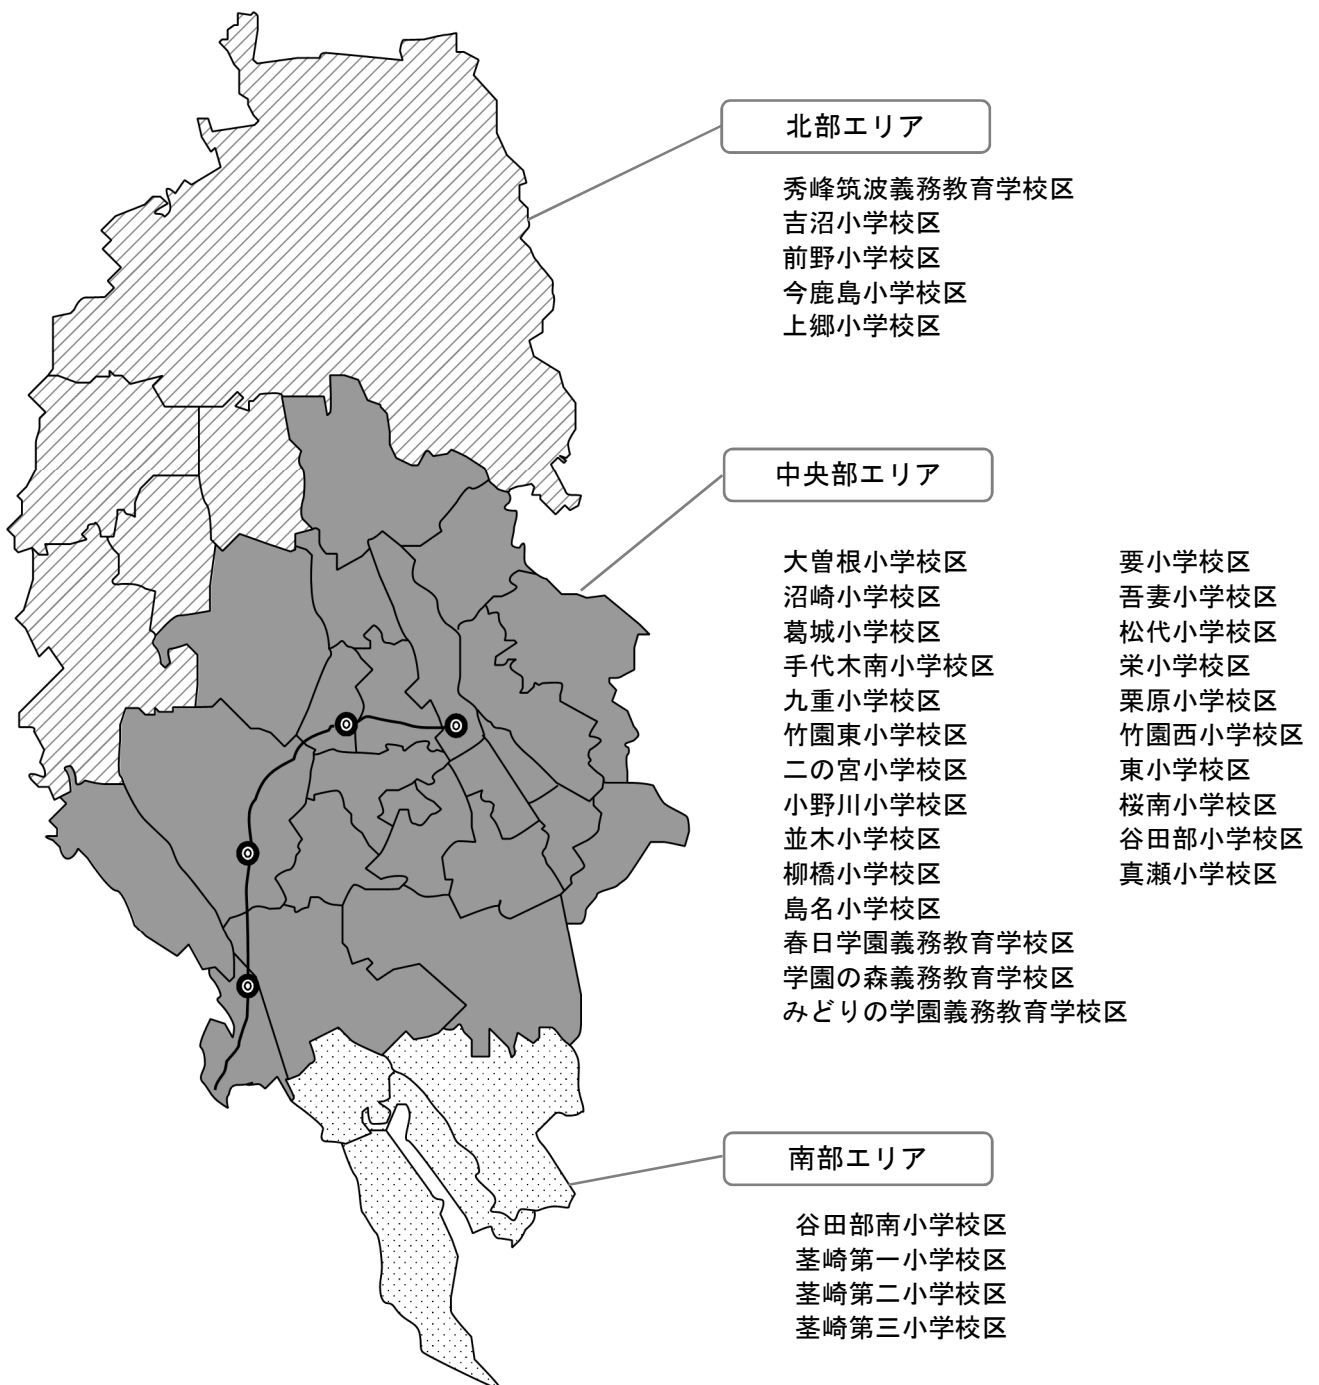 北部エリア
秀峰筑波義務教育学校区
吉沼小学校区
前野小学校区
今鹿島小学校区
上郷小学校区
中央部エリア
大曽根小学校区
沼崎小学校区
葛城小学校区
手代木南小学校区
九重小学校区
竹園東小学校区
二の宮小学校区
小野川小学校区
並木小学校区
柳橋小学校区
島名小学校区
春日学園義務教育学校区
学園の森義務教育学校区
みどりの学園義務教育学校区
要小学校区
吾妻小学校区
松代小学校区
栄小学校区
栗原小学校区
竹園西小学校区
東小学校区
桜南小学校区
谷田部小学校区
真瀬小学校区
南部エリア
谷田部南小学校区
茎崎第一小学校区
茎崎第二小学校区
茎崎第三小学校区